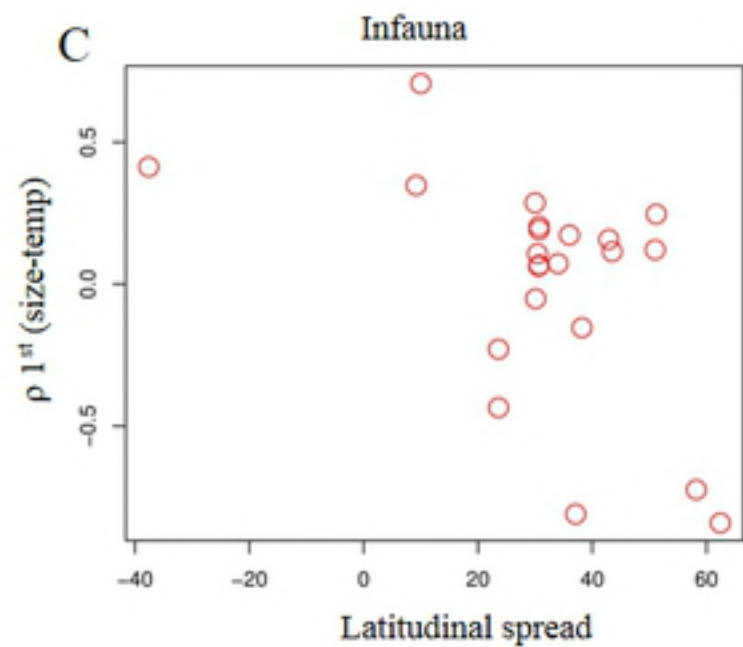 C
Infauna
ρ 1st (size-temp)
0.5
0.0
−0.5
−40 −20 0 20 40 60
Latitudinal spread